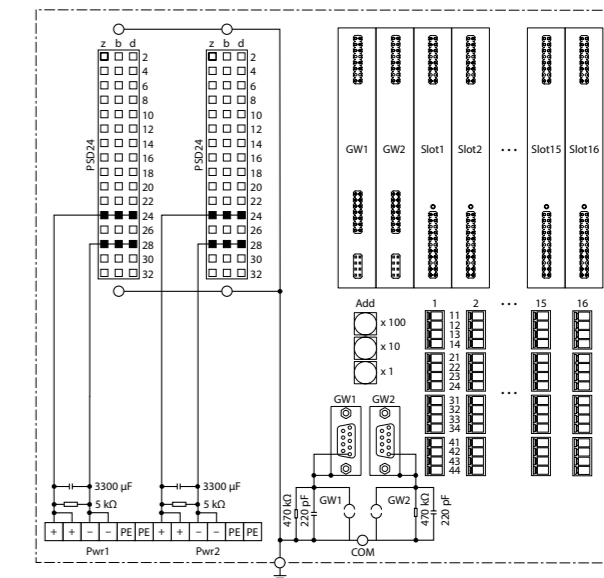 z b d
2
4
6
8
10
12
14
16
18
20
22
24
26
28
30
32
PSD24
z b d
2
4
6
8
10
12
14
16
18
20
22
24
26
28
30
32
PSD24
GW1 GW2 Slot1 Slot2 ... Slot15 Slot16
Add
x 100
x 10
x 1
1 2 ... 15 16
11
12
13
14
21
22
23
24
...
31
32
33
34
41
42
43
44
GW1 GW2
3300 µF
5 kΩ
3300 µF
5 kΩ
470 kΩ
220 pF
GW1
GW2
470 kΩ
220 pF
+ + – – PE PE + + – – PE PE
Pwr1 Pwr2
COM